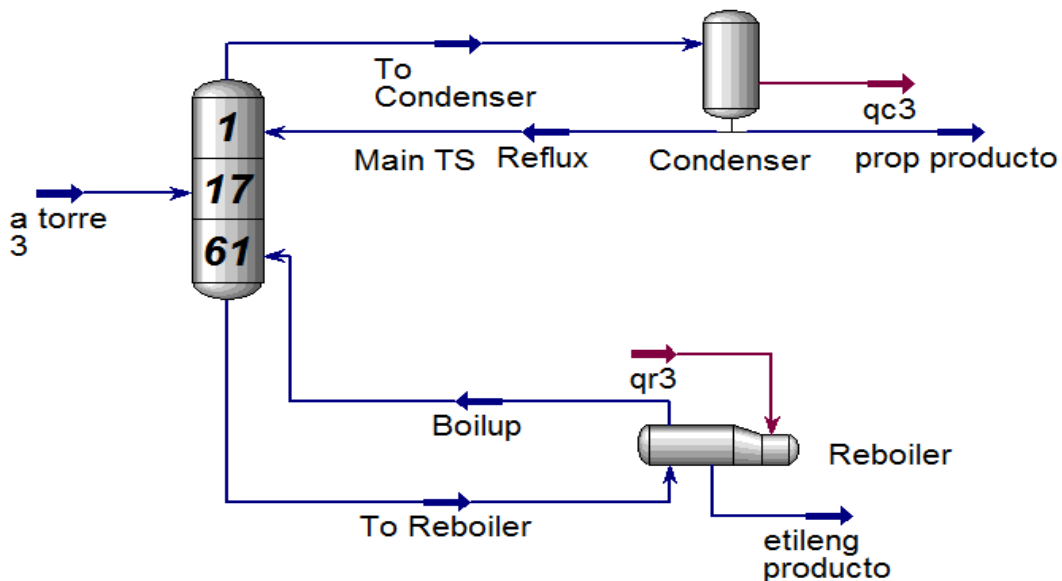 To
Condenser
qc3
1
Main TS
Reflux
Condenser
prop producto
17
a torre
3
61
qr3
Boilup
Reboiler
To Reboiler
etileng
producto